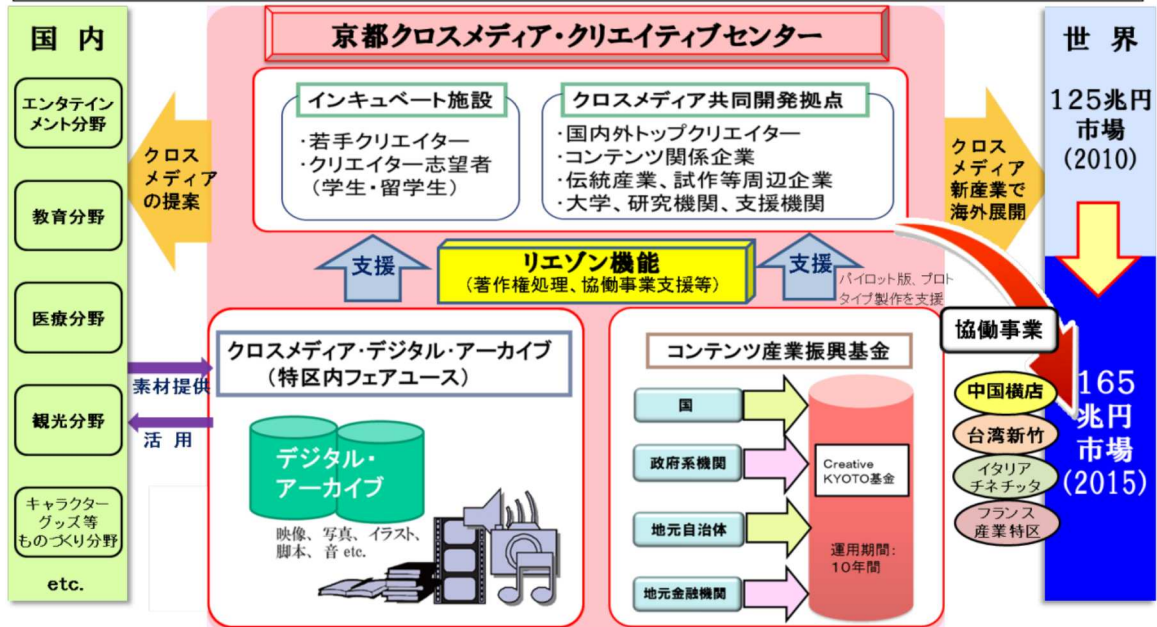 国 内
エンタテイン
メント分野
教育分野
医療分野
観光分野
キャラクター
グッズ等
ものづくり分野
etc.
クロス
メディア
の提案
素材提供
活 用
京都クロスメディア・クリエイティブセンター
インキュベート施設
・若手クリエイター
・クリエイター志望者
（学生・留学生）
クロスメディア共同開発拠点
・国内外トップクリエイター
・コンテンツ関係企業
・伝統産業、試作等周辺企業
・大学、研究機関、支援機関
支援
リエゾン機能
（著作権処理、協働事業支援等）
支援
パイロット版、プロト
タイプ製作を支援
クロスメディア・デジタル・アーカイブ
（特区内フェアユース）
デジタル・
アーカイブ
映像、 写真、 イラスト、
脚本、 音 etc.
コンテンツ産業振興基金
国
政府系機関
地元自治体
地元金融機関
Creative
KYOTO基金
運用期間：
10年間
クロス
メディア
新産業で
海外展開
協働事業
中国横店
台湾新竹
イタリア
チネチッタ
フランス
産業特区
世 界
125兆円
市場
(2010)
165
兆円
市場
(2015)